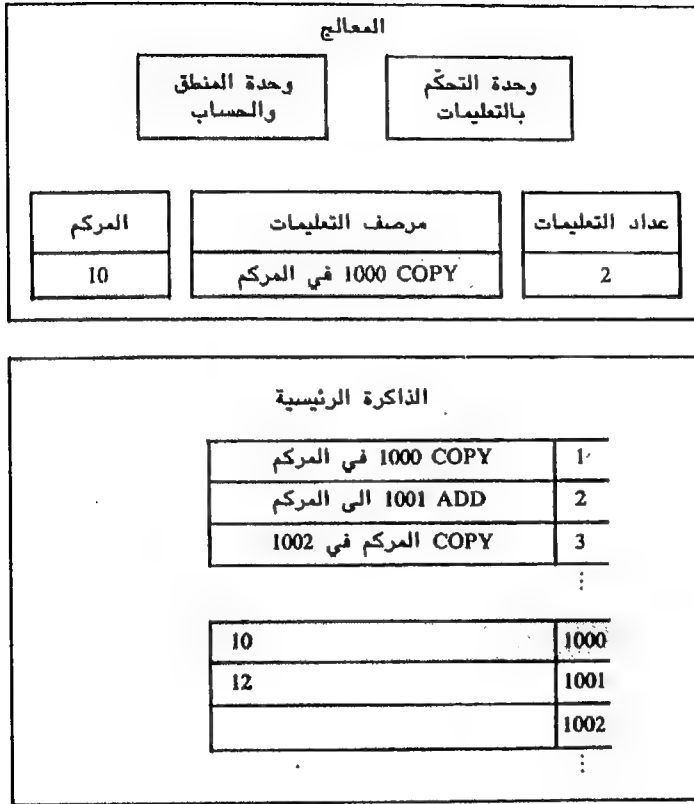 المعالج
وحدة التحكّم
بالتعليمات
وحدة المنطق
والحساب
عداد التعليمات
2
مرصف التعليمات
1000 COPY في المركم
المركم
10
الذاكرة الرئيسية
1 1000 COPY في المركم
2 1001 ADD الى المركم
3 COPY المركم في 1002
⋮
1000 10
1001 12
1002
⋮